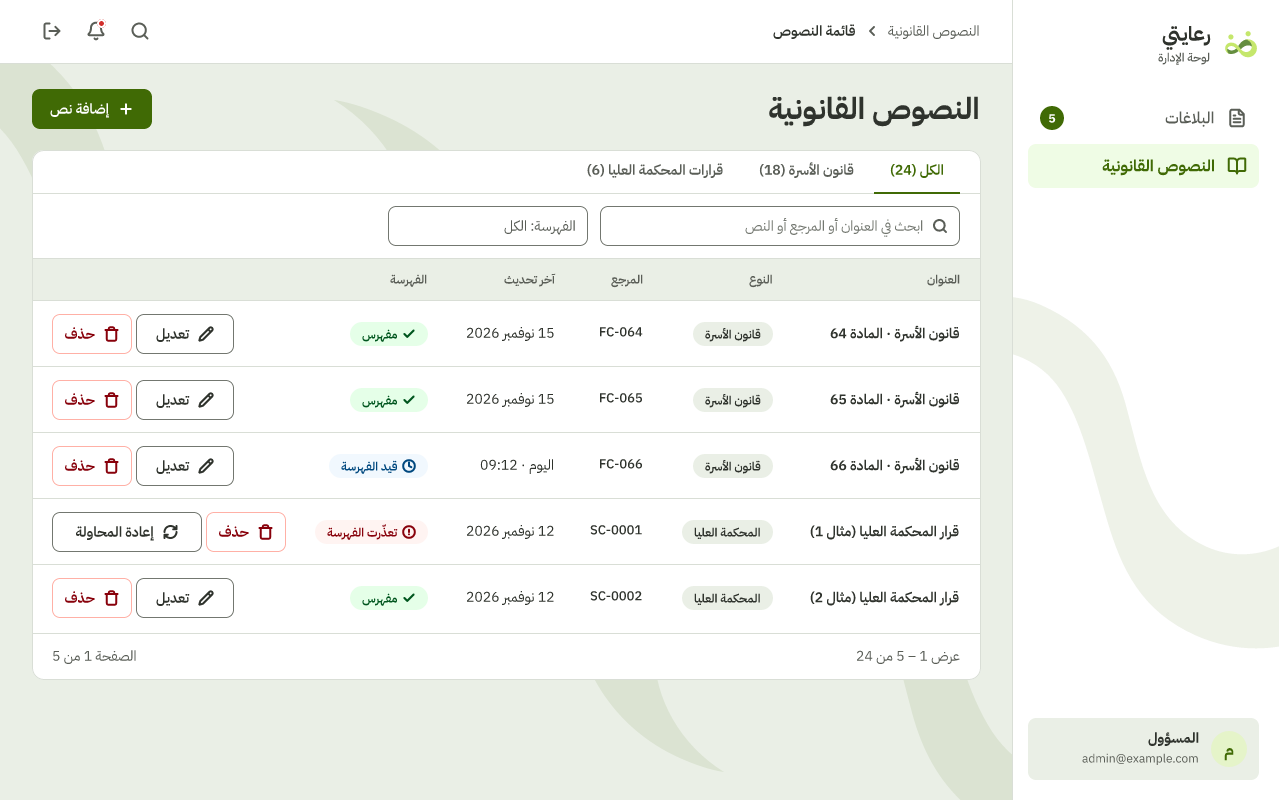 رعايتي
لوحة الإدارة
البلاغات
5
النصوص القانونية
المسؤول
admin@example.com
م
النصوص القانونية
قائمة النصوص
النصوص القانونية
إضافة نص
الكل (24)
قانون الأسرة (18)
قرارات المحكمة العليا (6)
ابحث في العنوان أو المرجع أو النص
الفهرسة: الكل
العنوان النوع المرجع آخر تحديث الفهرسة
قانون الأسرة · المادة 64 قانون الأسرة FC-064 15 نوفمبر 2026 مفهرس تعديل حذف
قانون الأسرة · المادة 65 قانون الأسرة FC-065 15 نوفمبر 2026 مفهرس تعديل حذف
قانون الأسرة · المادة 66 قانون الأسرة FC-066 اليوم · 09:12 قيد الفهرسة تعديل حذف
قرار المحكمة العليا (مثال 1) المحكمة العليا SC-0001 12 نوفمبر 2026 تعذّرت الفهرسة حذف إعادة المحاولة
قرار المحكمة العليا (مثال 2) المحكمة العليا SC-0002 12 نوفمبر 2026 مفهرس تعديل حذف
عرض 1 – 5 من 24
الصفحة 1 من 5